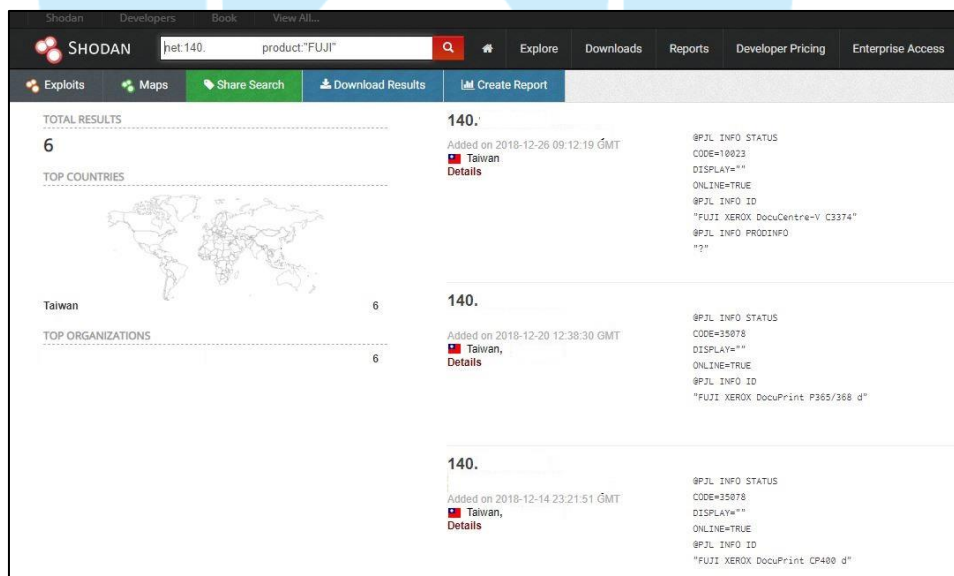 Shodan Developers Book View All...
SHODAN net:140. product:"FUJI" Explore Downloads Reports Developer Pricing Enterprise Access
Exploits Maps Share Search Download Results Create Report
TOTAL RESULTS
6
TOP COUNTRIES
Taiwan 6
TOP ORGANIZATIONS
6
140.
Added on 2018-12-26 09:12:19 GMT
Taiwan
Details
@PJL INFO STATUS
CODE=10023
DISPLAY=""
ONLINE=TRUE
@PJL INFO ID
"FUJI XEROX DocuCentre-V C3374"
@PJL INFO PRODINFO
"?"
140.
Added on 2018-12-20 12:38:30 GMT
Taiwan,
Details
@PJL INFO STATUS
CODE=35078
DISPLAY=""
ONLINE=TRUE
@PJL INFO ID
"FUJI XEROX DocuPrint P365/368 d"
140.
Added on 2018-12-14 23:21:51 GMT
Taiwan,
Details
@PJL INFO STATUS
CODE=35078
DISPLAY=""
ONLINE=TRUE
@PJL INFO ID
"FUJI XEROX DocuPrint CP400 d"